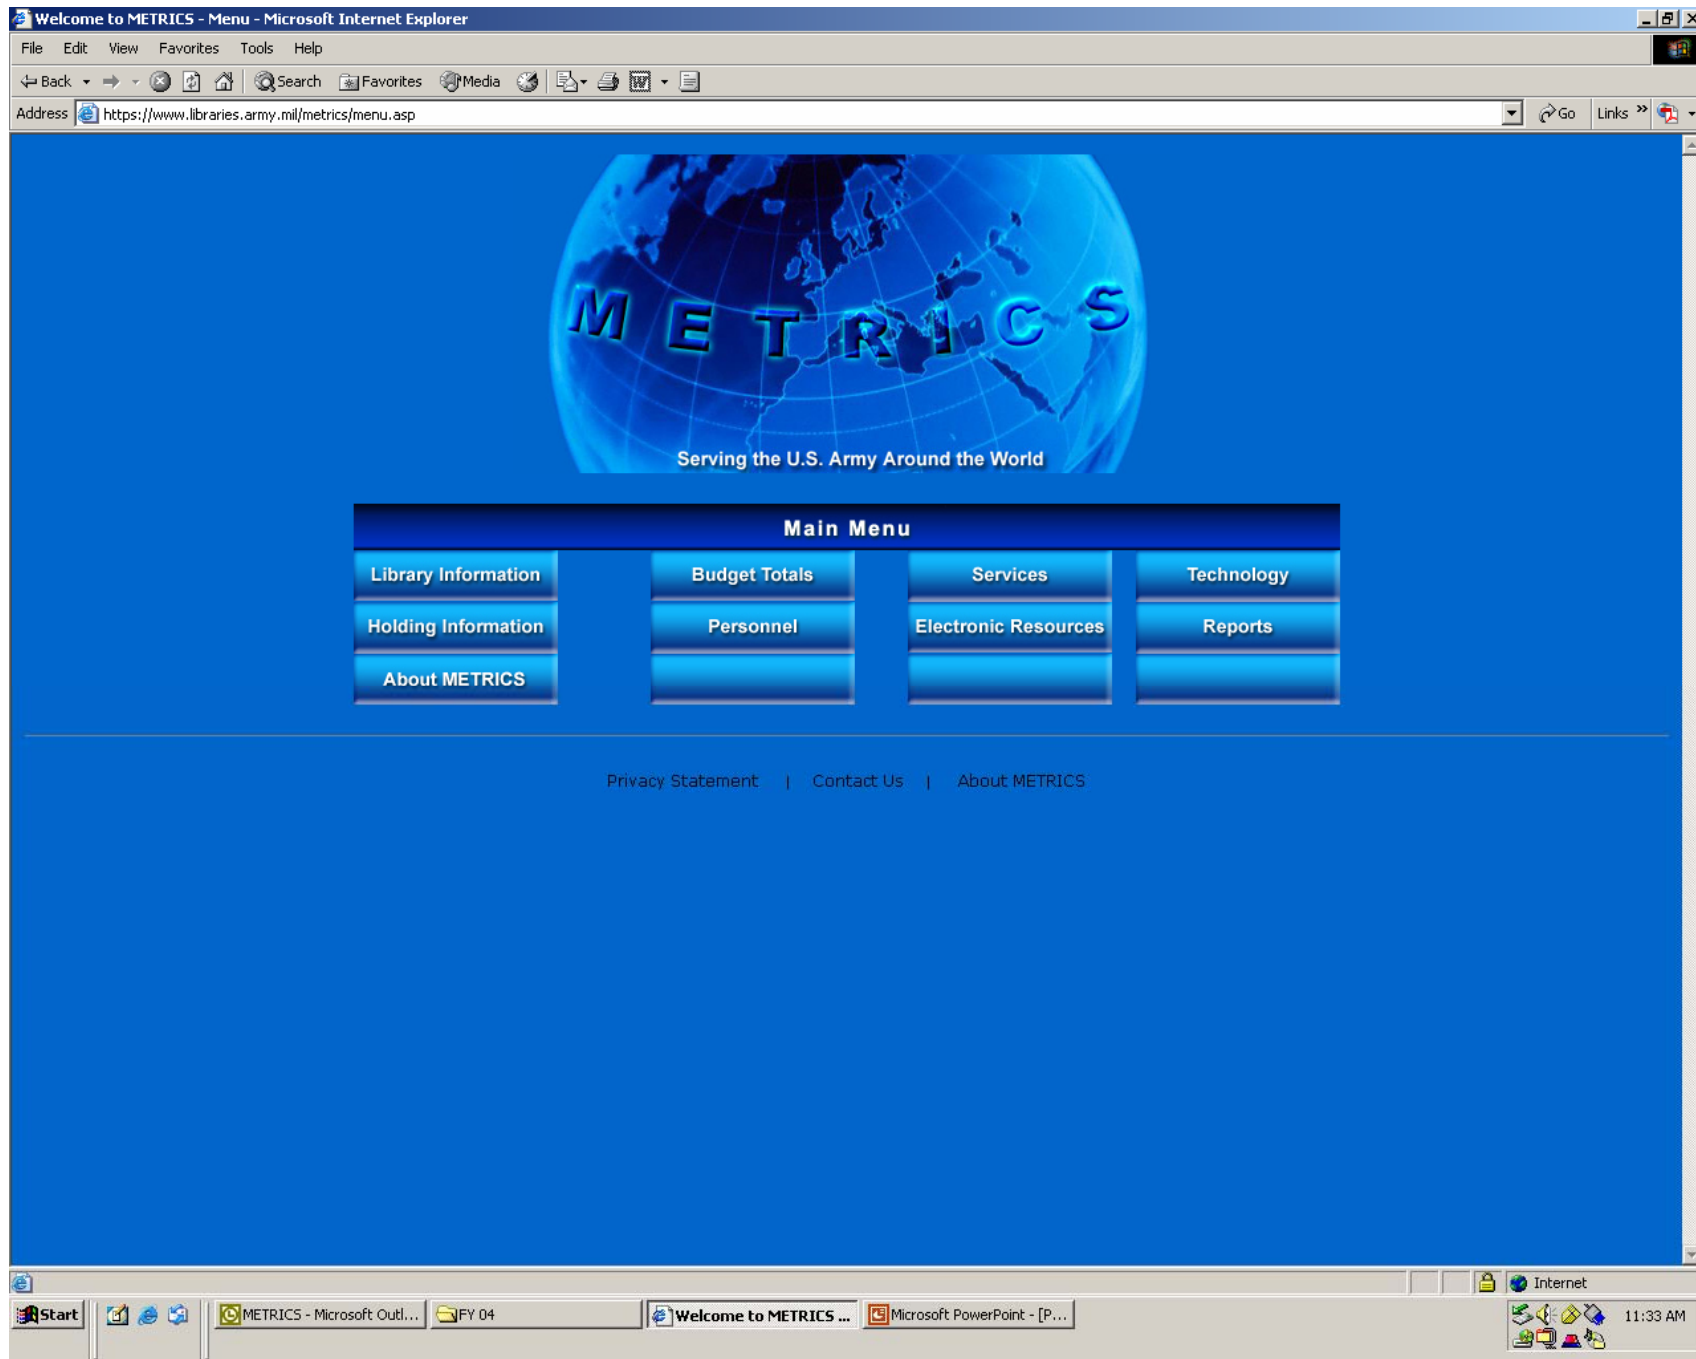 Welcome to METRICS - Menu - Microsoft Internet Explorer
File Edit View Favorites Tools Help
Back Search Favorites Media
Address https://www.libraries.army.mil/metrics/menu.asp Go Links »
METRICS
Serving the U.S. Army Around the World
Main Menu
Library Information Budget Totals Services Technology
Holding Information Personnel Electronic Resources Reports
About METRICS
Privacy Statement | Contact Us | About METRICS
Internet
Start METRICS - Microsoft Outl... FY 04 Welcome to METRICS ... Microsoft PowerPoint - [P... 11:33 AM